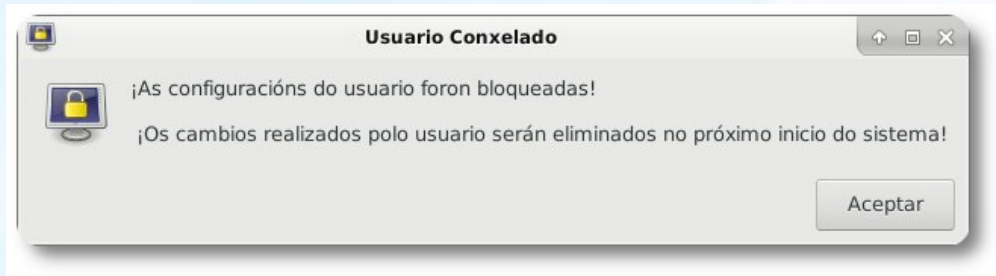 Usuario Conxelado
¡As configuracións do usuario foron bloqueadas!
¡Os cambios realizados polo usuario serán eliminados no próximo inicio do sistema!
Aceptar